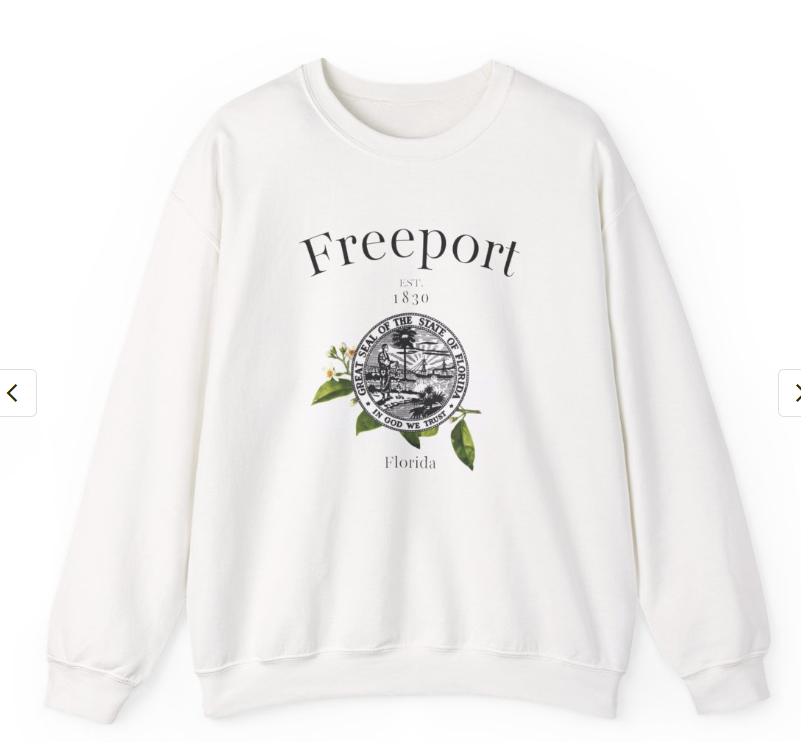 Freeport
EST.
1830
GREAT SEAL OF THE STATE OF FLORIDA
IN GOD WE TRUST
Florida